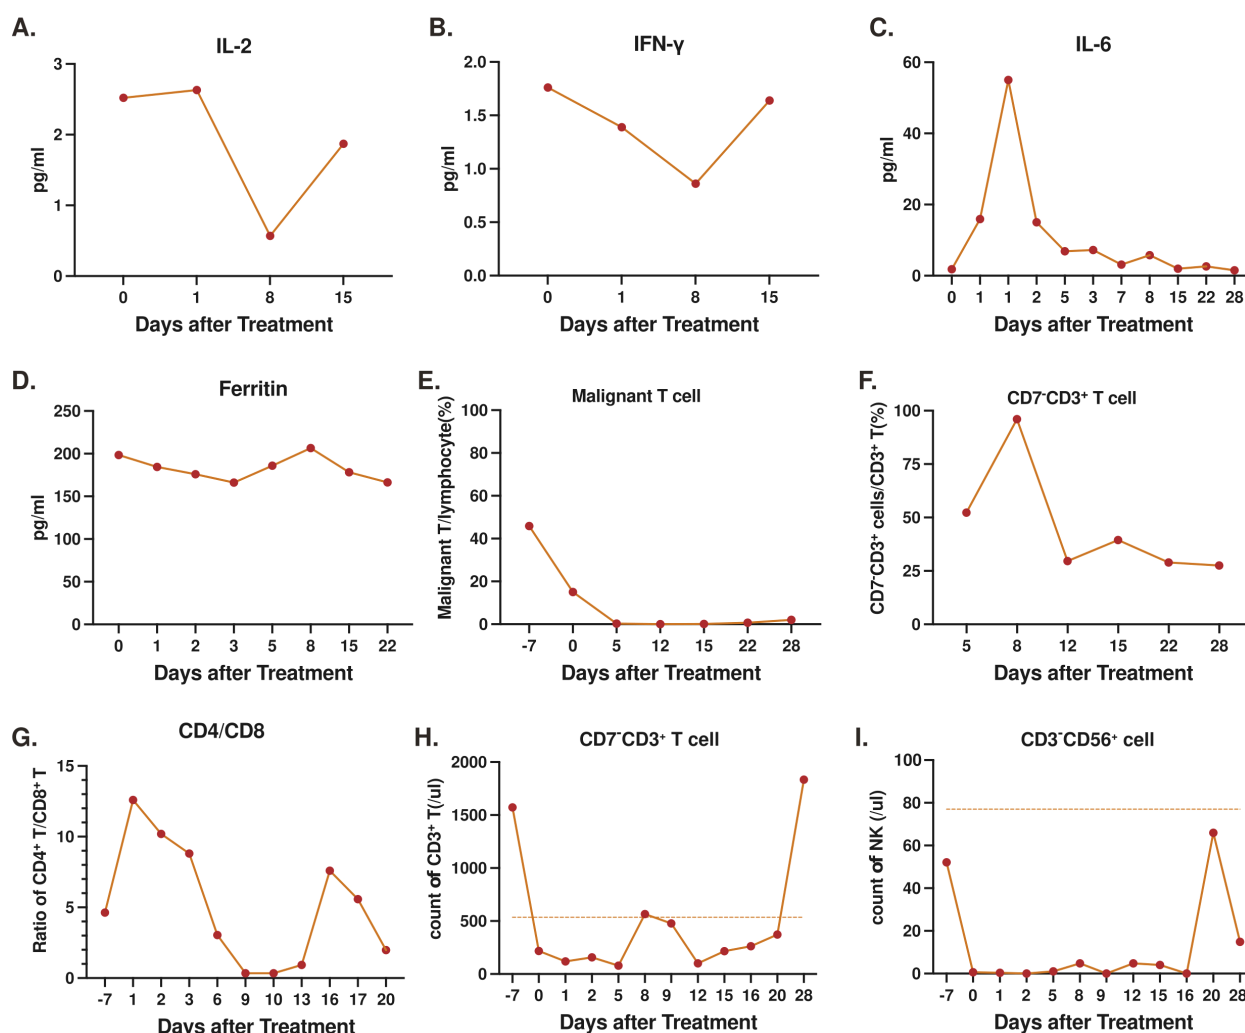 A.
IL-2
pg/ml
3
2
1
0
0 1 8 15
Days after Treatment
B.
IFN-γ
pg/ml
2.0
1.5
1.0
0.5
0.0
0 1 8 15
Days after Treatment
C.
IL-6
pg/ml
60
40
20
0
0 1 1 2 5 3 7 8 15 22 28
Days after Treatment
D.
Ferritin
pg/ml
250
200
150
100
50
0
0 1 2 3 5 8 15 22
Days after Treatment
E.
Malignant T cell
Malignant T/lymphocyte(%)
100
80
60
40
20
0
-7 0 5 12 15 22 28
Days after Treatment
F.
CD7⁻CD3⁺ T cell
CD7⁻CD3⁺ cells/CD3⁺ T(%)
100
75
50
25
0
5 8 12 15 22 28
Days after Treatment
G.
CD4/CD8
Ratio of CD4⁺ T/CD8⁺ T
15
10
5
0
-7 1 2 3 6 9 10 13 16 17 20
Days after Treatment
H.
CD7⁻CD3⁺ T cell
count of CD3⁺ T(/ul)
2000
1500
1000
500
0
-7 0 1 2 5 8 9 12 15 16 20 28
Days after Treatment
I.
CD3⁻CD56⁺ cell
count of NK (/ul)
100
80
60
40
20
0
-7 0 1 2 5 8 9 12 15 16 20 28
Days after Treatment